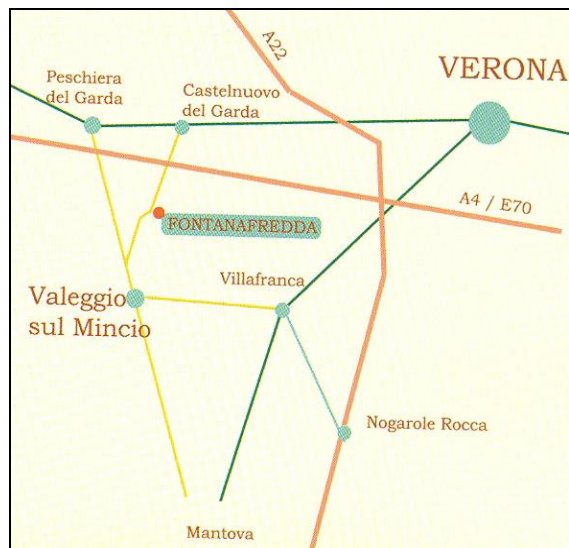 A22
VERONA
Peschiera
del Garda
Castelnuovo
del Garda
A4 / E70
FONTANAFREDDA
Villafranca
Valeggio
sul Mincio
Nogarole Rocca
Mantova